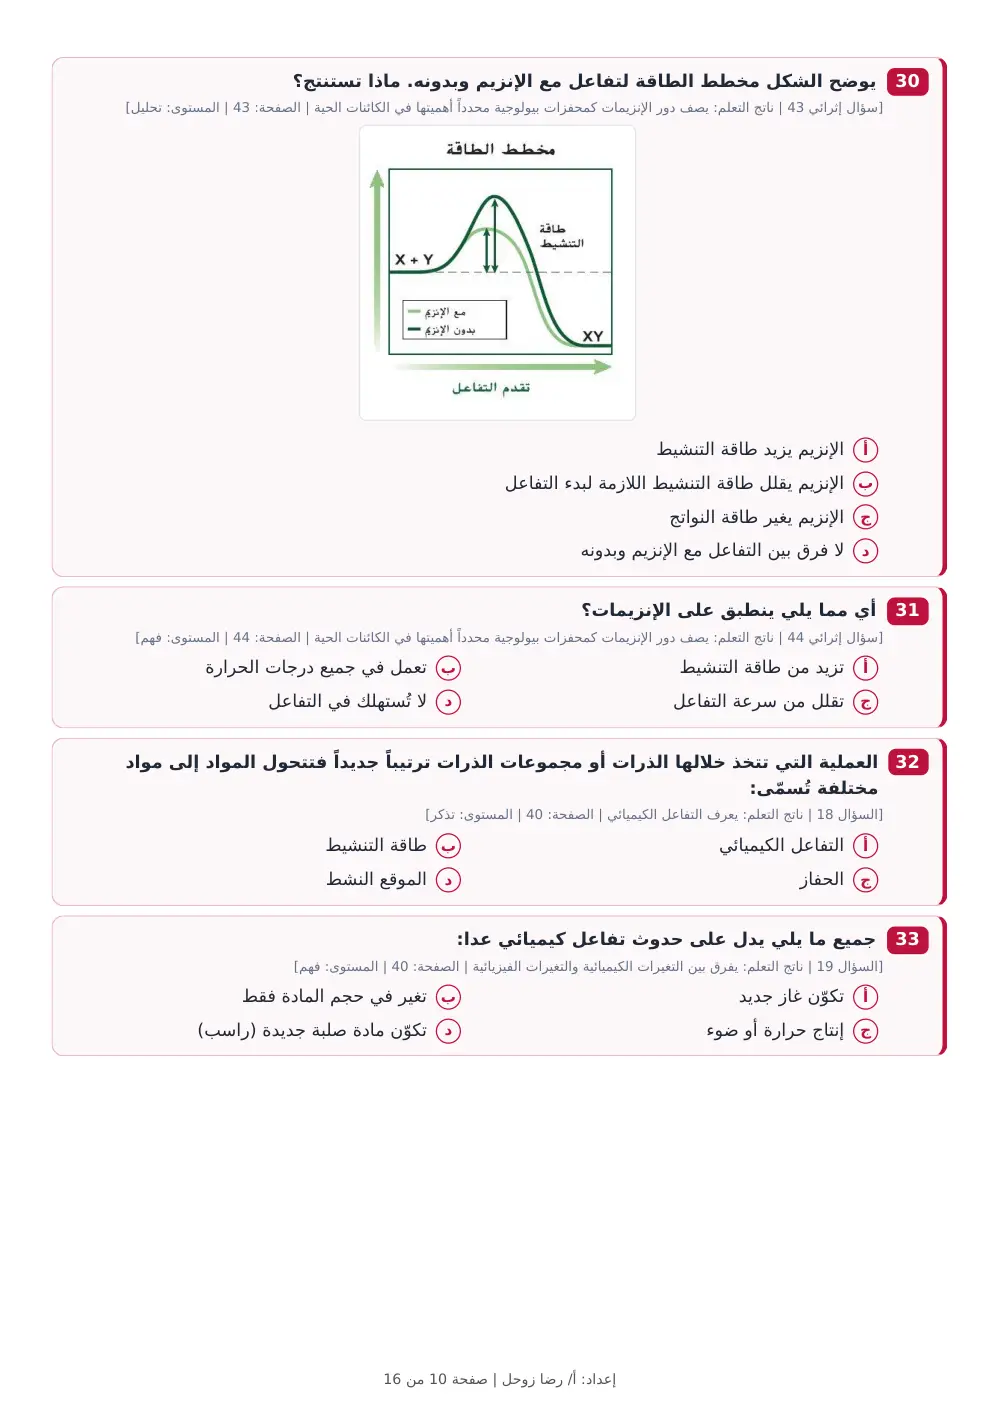 30 يوضح الشكل مخطط الطاقة لتفاعل مع الإنزيم وبدونه. ماذا تستنتج؟
[سؤال إثرائي 43 | ناتج التعلم: يصف دور الإنزيمات كمحفزات بيولوجية محدداً أهميتها في الكائنات الحية | الصفحة: 43 | المستوى: تحليل]
مخطط الطاقة
طاقة
التنشيط
X + Y
مع الإنزيم
بدون الإنزيم
XY
تقدم التفاعل
أ الإنزيم يزيد طاقة التنشيط
ب الإنزيم يقلل طاقة التنشيط اللازمة لبدء التفاعل
ج الإنزيم يغير طاقة النواتج
د لا فرق بين التفاعل مع الإنزيم وبدونه
31 أي مما يلي ينطبق على الإنزيمات؟
[سؤال إثرائي 44 | ناتج التعلم: يصف دور الإنزيمات كمحفزات بيولوجية محدداً أهميتها في الكائنات الحية | الصفحة: 44 | المستوى: فهم]
أ تزيد من طاقة التنشيط ب تعمل في جميع درجات الحرارة
ج تقلل من سرعة التفاعل د لا تُستهلك في التفاعل
32 العملية التي تتخذ خلالها الذرات أو مجموعات الذرات ترتيباً جديداً فتتحول المواد إلى مواد
مختلفة تُسمّى:
[السؤال 18 | ناتج التعلم: يعرف التفاعل الكيميائي | الصفحة: 40 | المستوى: تذكر]
أ التفاعل الكيميائي ب طاقة التنشيط
ج الحفاز د الموقع النشط
33 جميع ما يلي يدل على حدوث تفاعل كيميائي عدا:
[السؤال 19 | ناتج التعلم: يفرق بين التغيرات الكيميائية والتغيرات الفيزيائية | الصفحة: 40 | المستوى: فهم]
أ تكوّن غاز جديد ب تغير في حجم المادة فقط
ج إنتاج حرارة أو ضوء د تكوّن مادة صلبة جديدة (راسب)
إعداد: أ/ رضا زوحل | صفحة 10 من 16